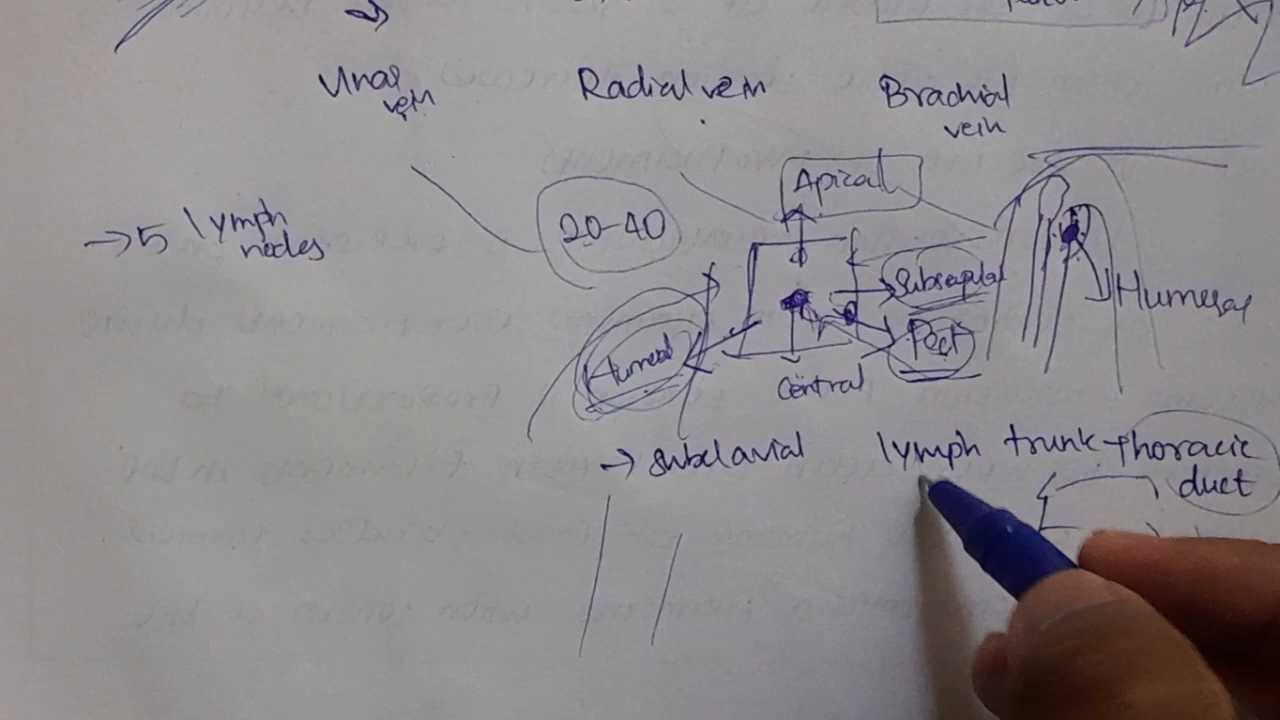 Unar vein
Radial vein
Brachial vein
→ 5 lymph nodes
20-40
Apical
Subscapular
Humeral
Pect
Central
Humeral
→ Subclavial lymph trunk - thoracic duct